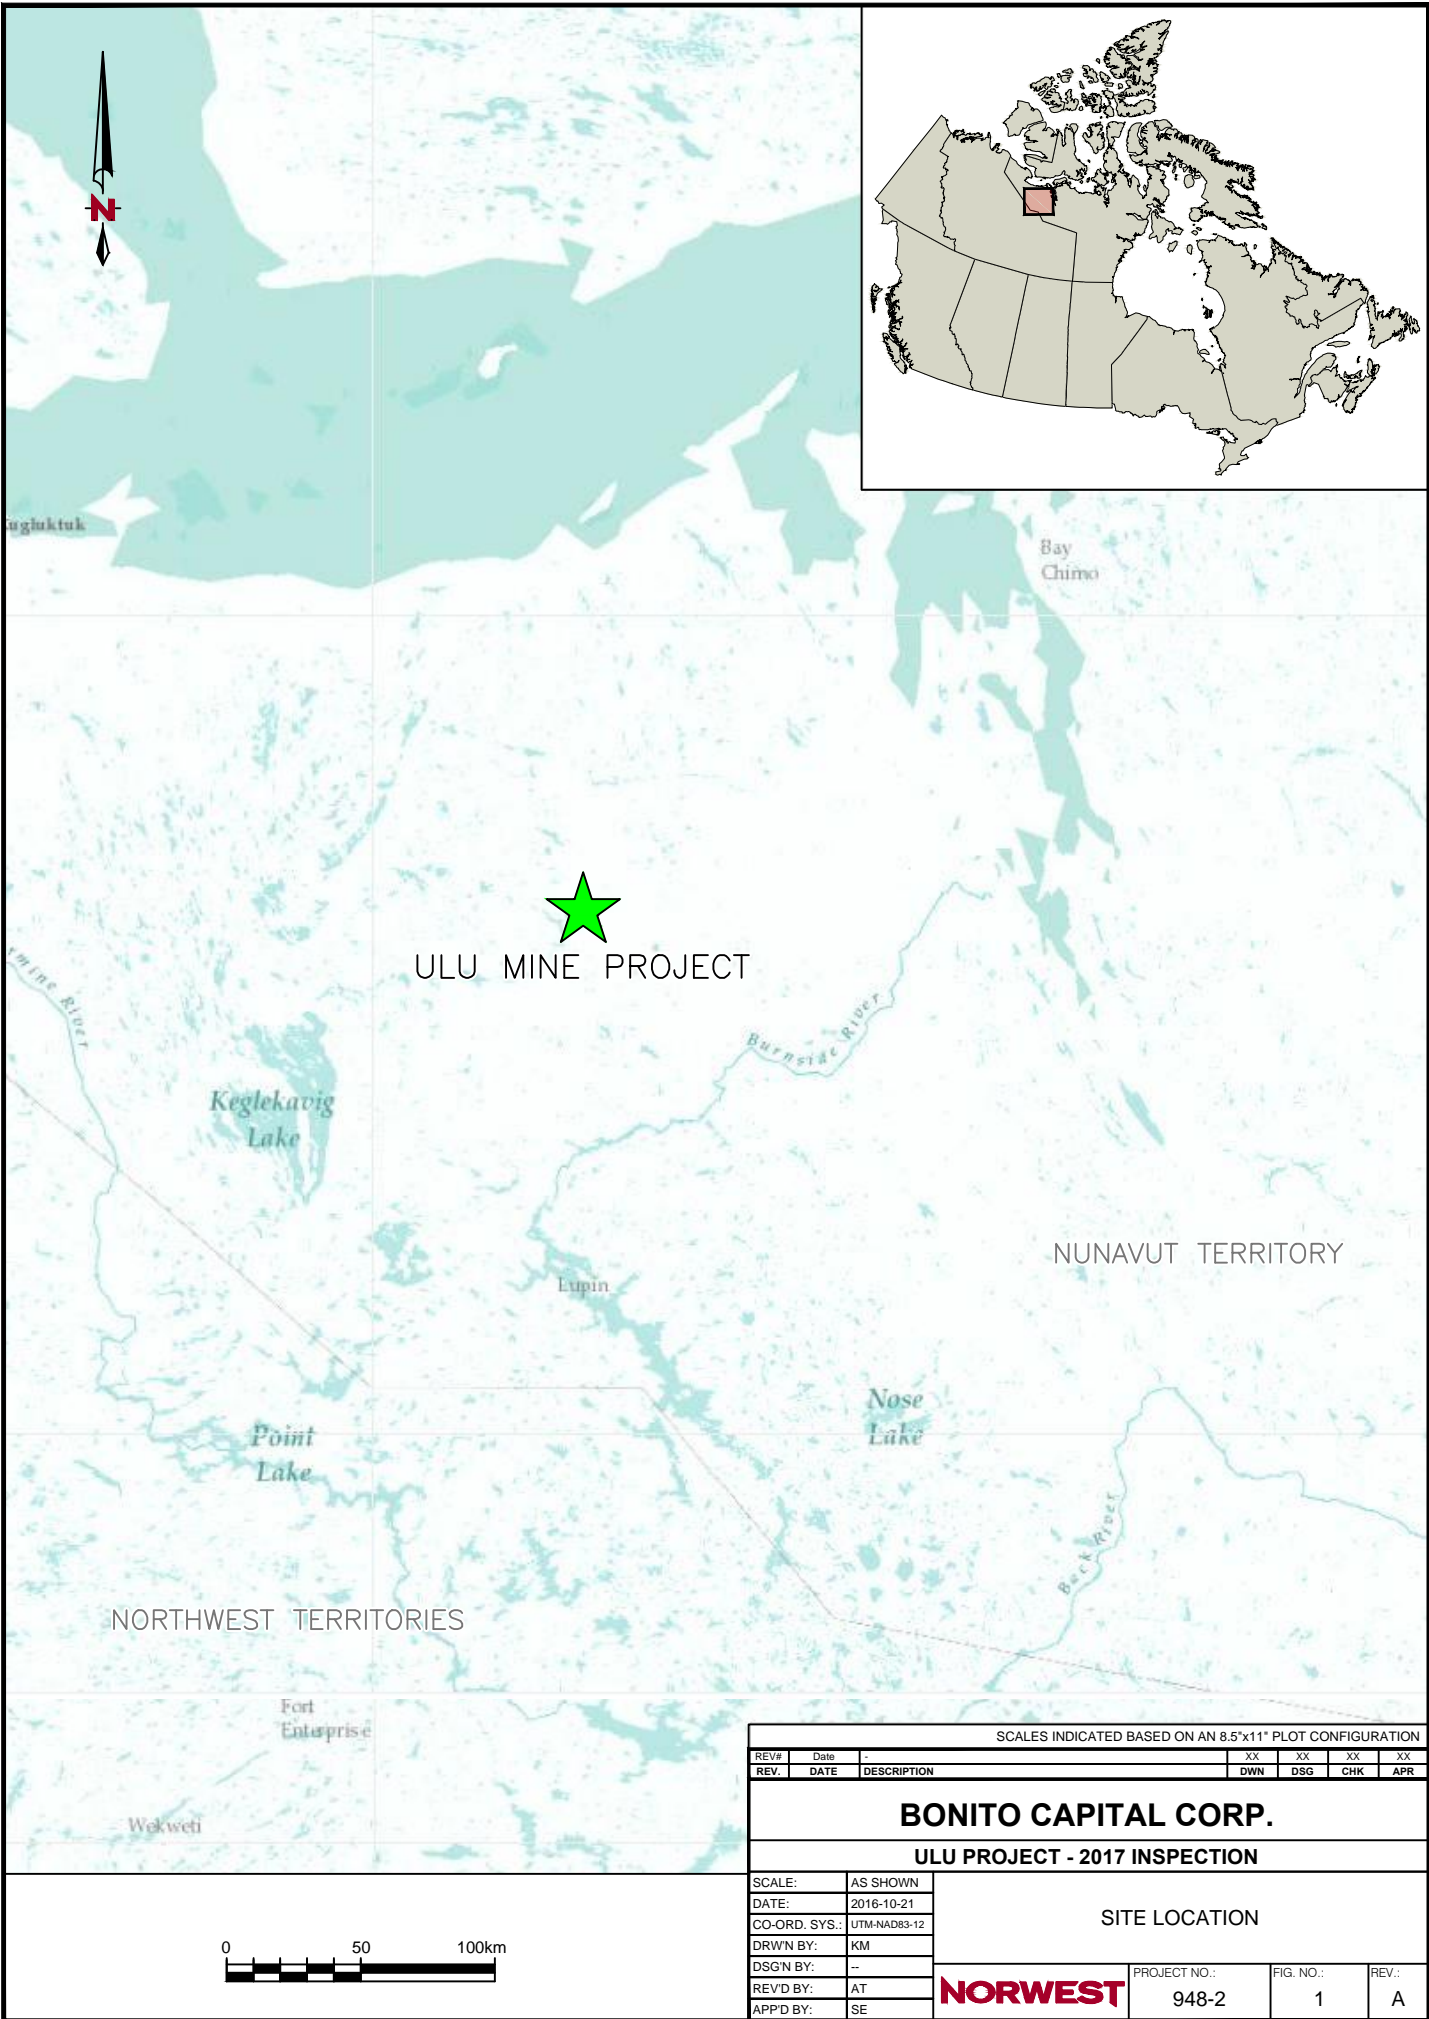 N
ugluktuk
Bay
Chimo
ULU MINE PROJECT
mine River
Burnside River
Keglekavig
Lake
NUNAVUT TERRITORY
Lupin
Nose
Lake
Point
Lake
Back River
NORTHWEST TERRITORIES
Fort
Enterprise
Wekweti
SCALES INDICATED BASED ON AN 8.5"x11" PLOT CONFIGURATION
REV# Date - XX XX XX XX
REV. DATE DESCRIPTION DWN DSG CHK APR
BONITO CAPITAL CORP.
ULU PROJECT - 2017 INSPECTION
SCALE: AS SHOWN
DATE: 2016-10-21
CO-ORD. SYS.: UTM-NAD83-12
DRW'N BY: KM
DSG'N BY: --
REV'D BY: AT
APP'D BY: SE
SITE LOCATION
NORWEST
PROJECT NO.: 948-2
FIG. NO.: 1
REV.: A
0 50 100km